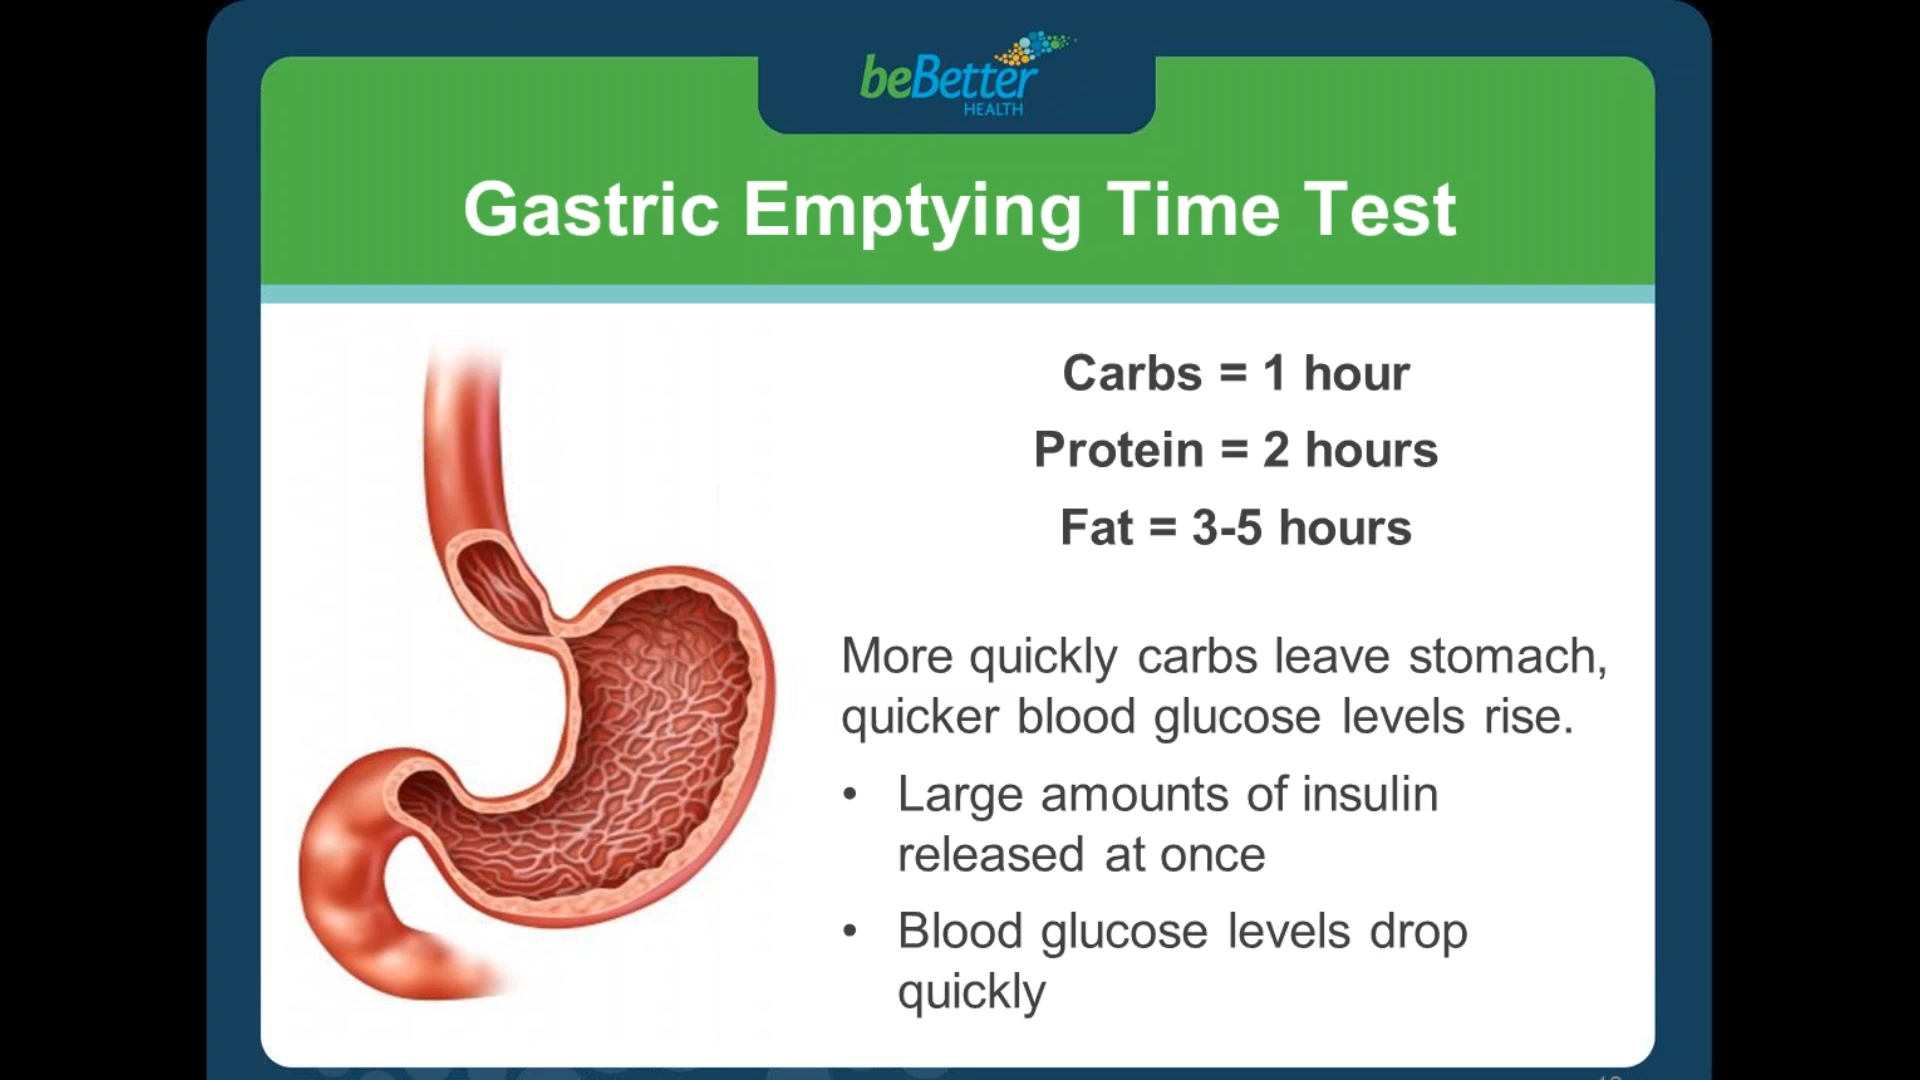 beBetter
HEALTH
Gastric Emptying Time Test
Carbs = 1 hour
Protein = 2 hours
Fat = 3-5 hours
More quickly carbs leave stomach,
quicker blood glucose levels rise.
• Large amounts of insulin
released at once
• Blood glucose levels drop
quickly